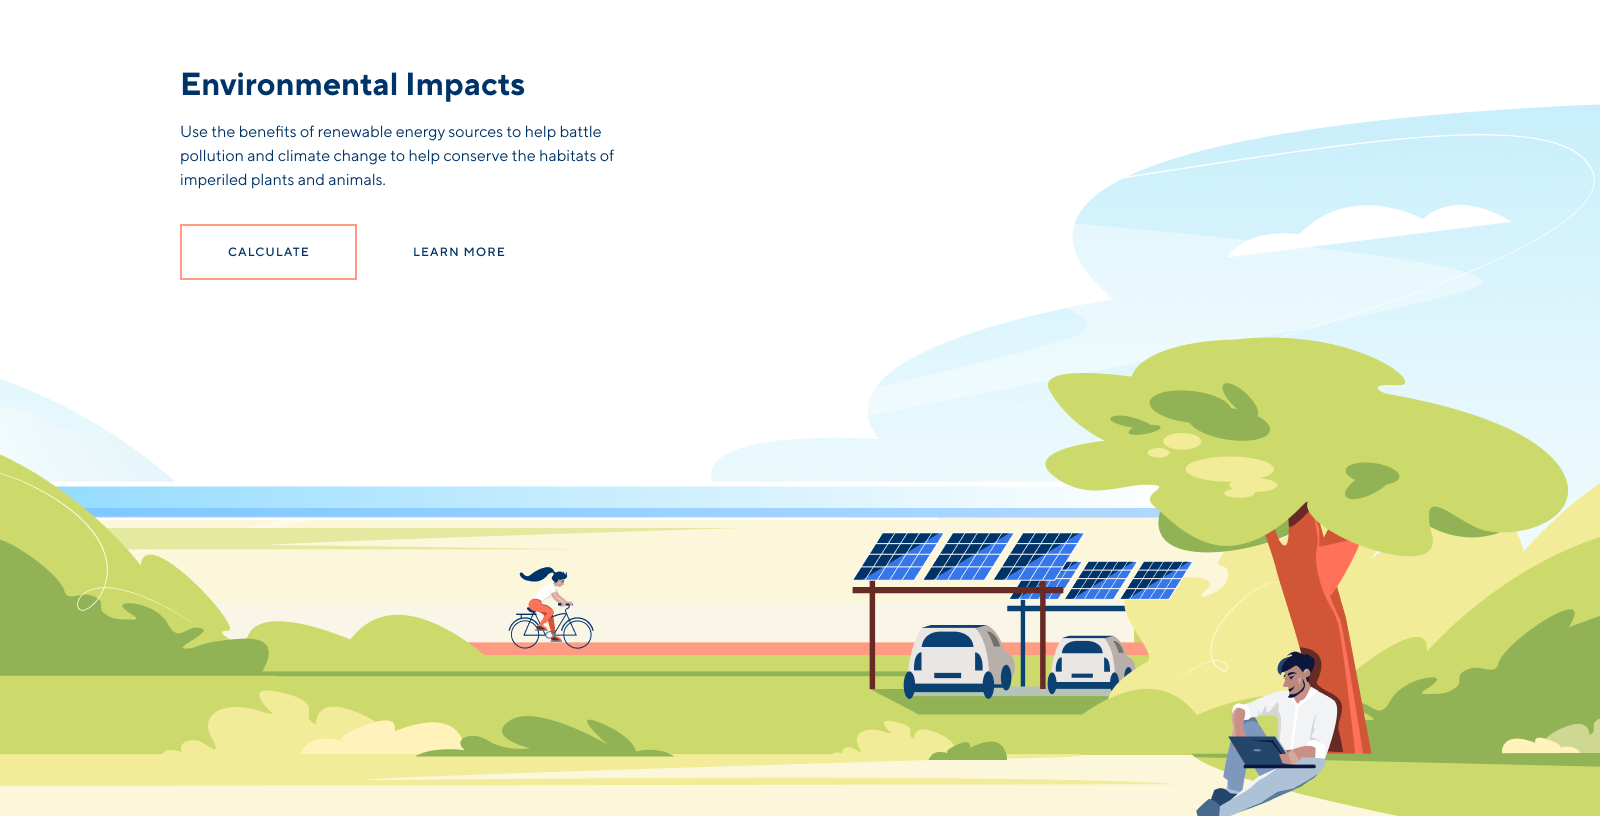 Environmental Impacts
Use the benefits of renewable energy sources to help battle
pollution and climate change to help conserve the habitats of
imperiled plants and animals.
CALCULATE
LEARN MORE